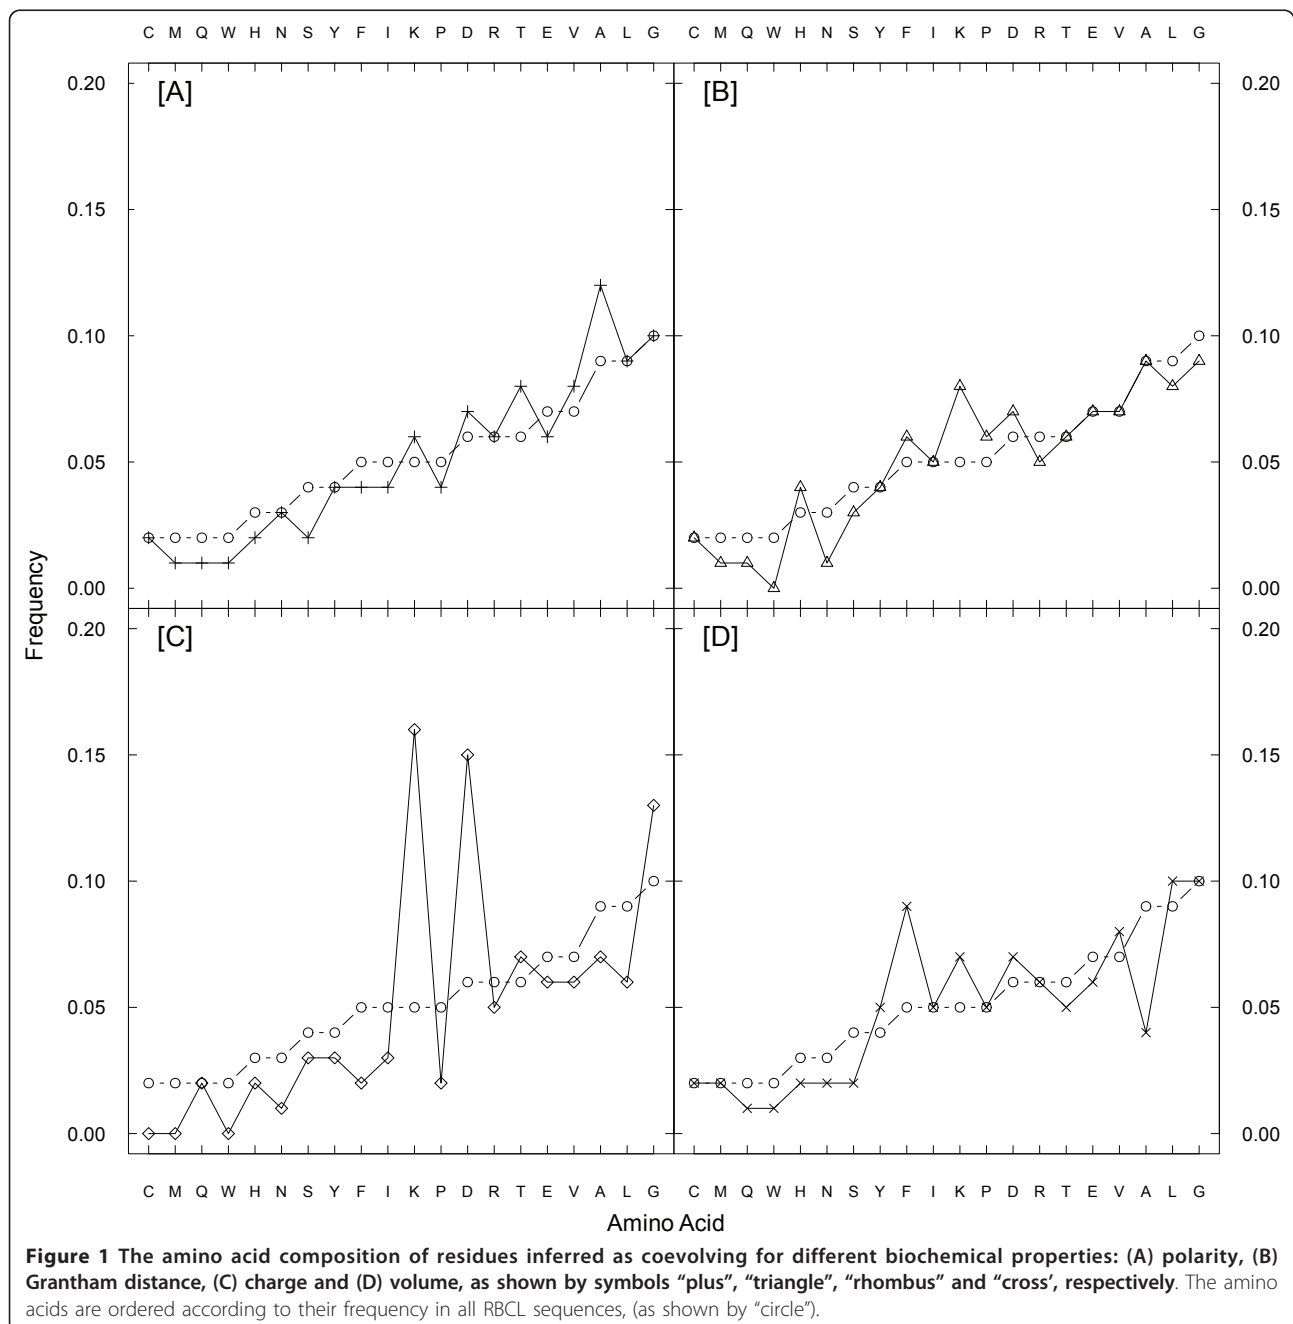 C M Q W H N S Y F I K P D R T E V A L G C M Q W H N S Y F I K P D R T E V A L G
[A]
[B]
0.20 0.20
0.15 0.15
0.10 0.10
0.05 0.05
0.00 0.00
Frequency
[C]
[D]
0.20 0.20
0.15 0.15
0.10 0.10
0.05 0.05
0.00 0.00
C M Q W H N S Y F I K P D R T E V A L G C M Q W H N S Y F I K P D R T E V A L G
Amino Acid
Figure 1 The amino acid composition of residues inferred as coevolving for different biochemical properties: (A) polarity, (B)
Grantham distance, (C) charge and (D) volume, as shown by symbols “plus”, “triangle”, “rhombus” and “cross’, respectively. The amino
acids are ordered according to their frequency in all RBCL sequences, (as shown by “circle”).